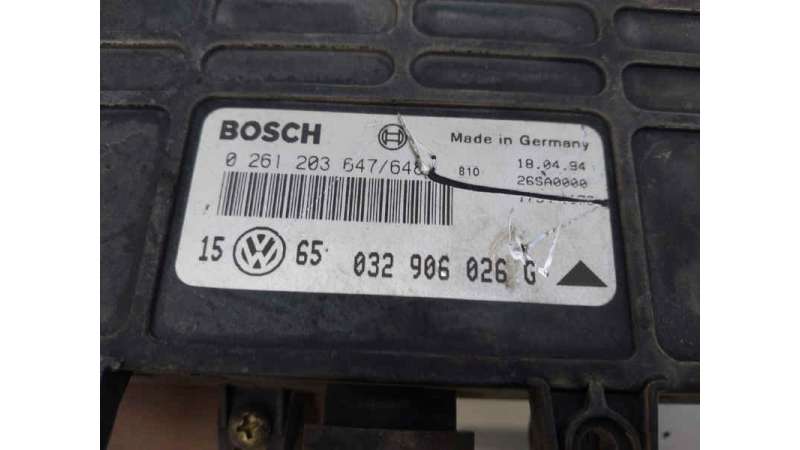 BOSCH
Made in Germany
0 261 203 647/648
810
18.04.94
26SA0000
15 65 032 906 026 G